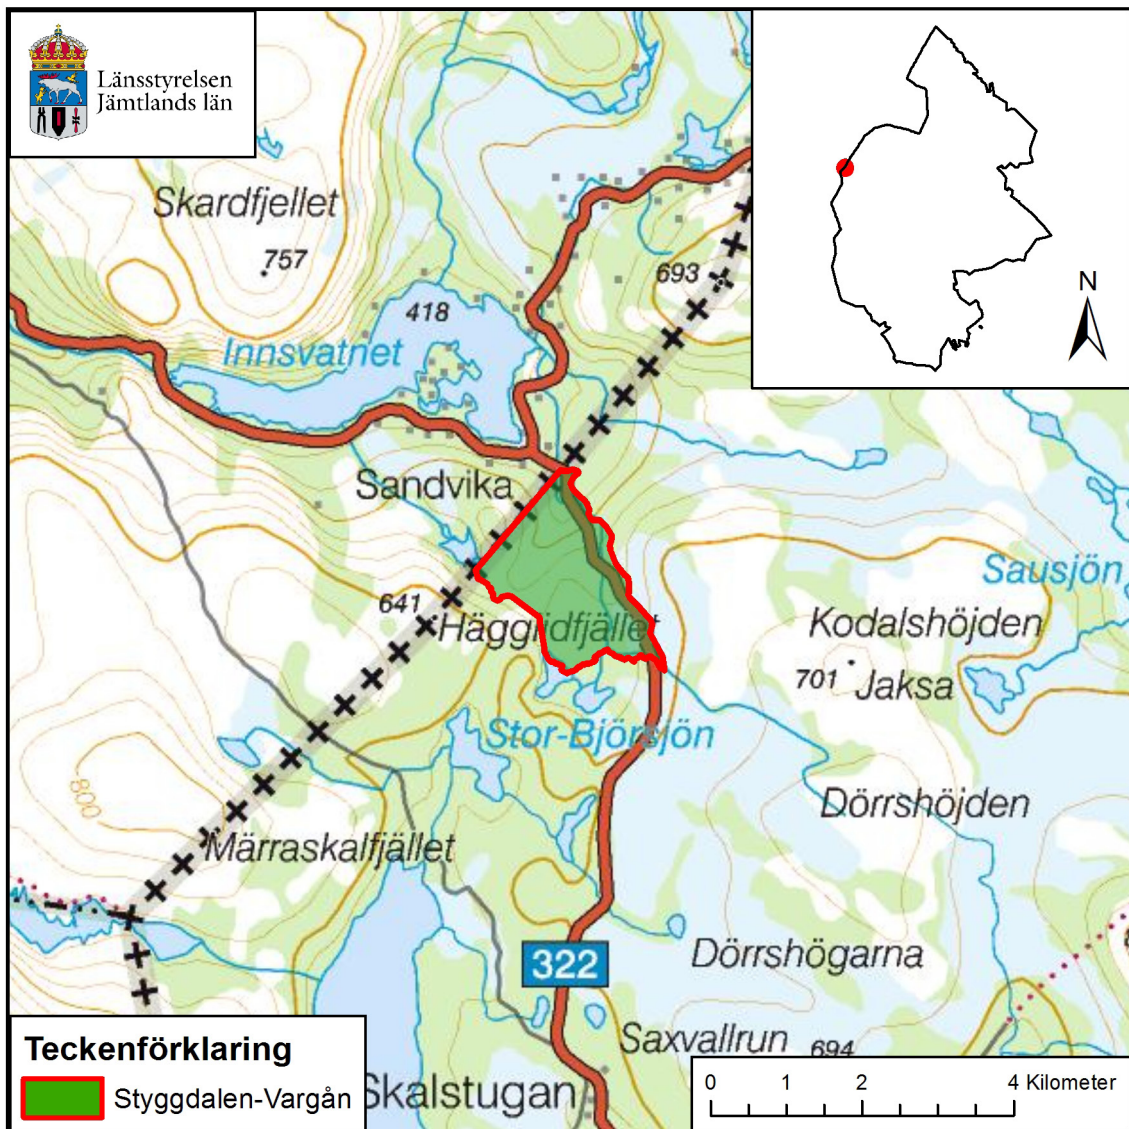 Länsstyrelsen
Jämtlands län
N
Skardfjellet
757
693
418
Innsvatnet
Sandvika
Sausjön
641
Häggridfjället
Kodalshöjden
701
Jaksa
Stor-Björsjön
800
Dörrshöjden
Märraskalfjället
322
Dörrshögarna
Saxvallrun
694
Skalstugan
Teckenförklaring
Styggdalen-Vargån
0 1 2 4 Kilometer